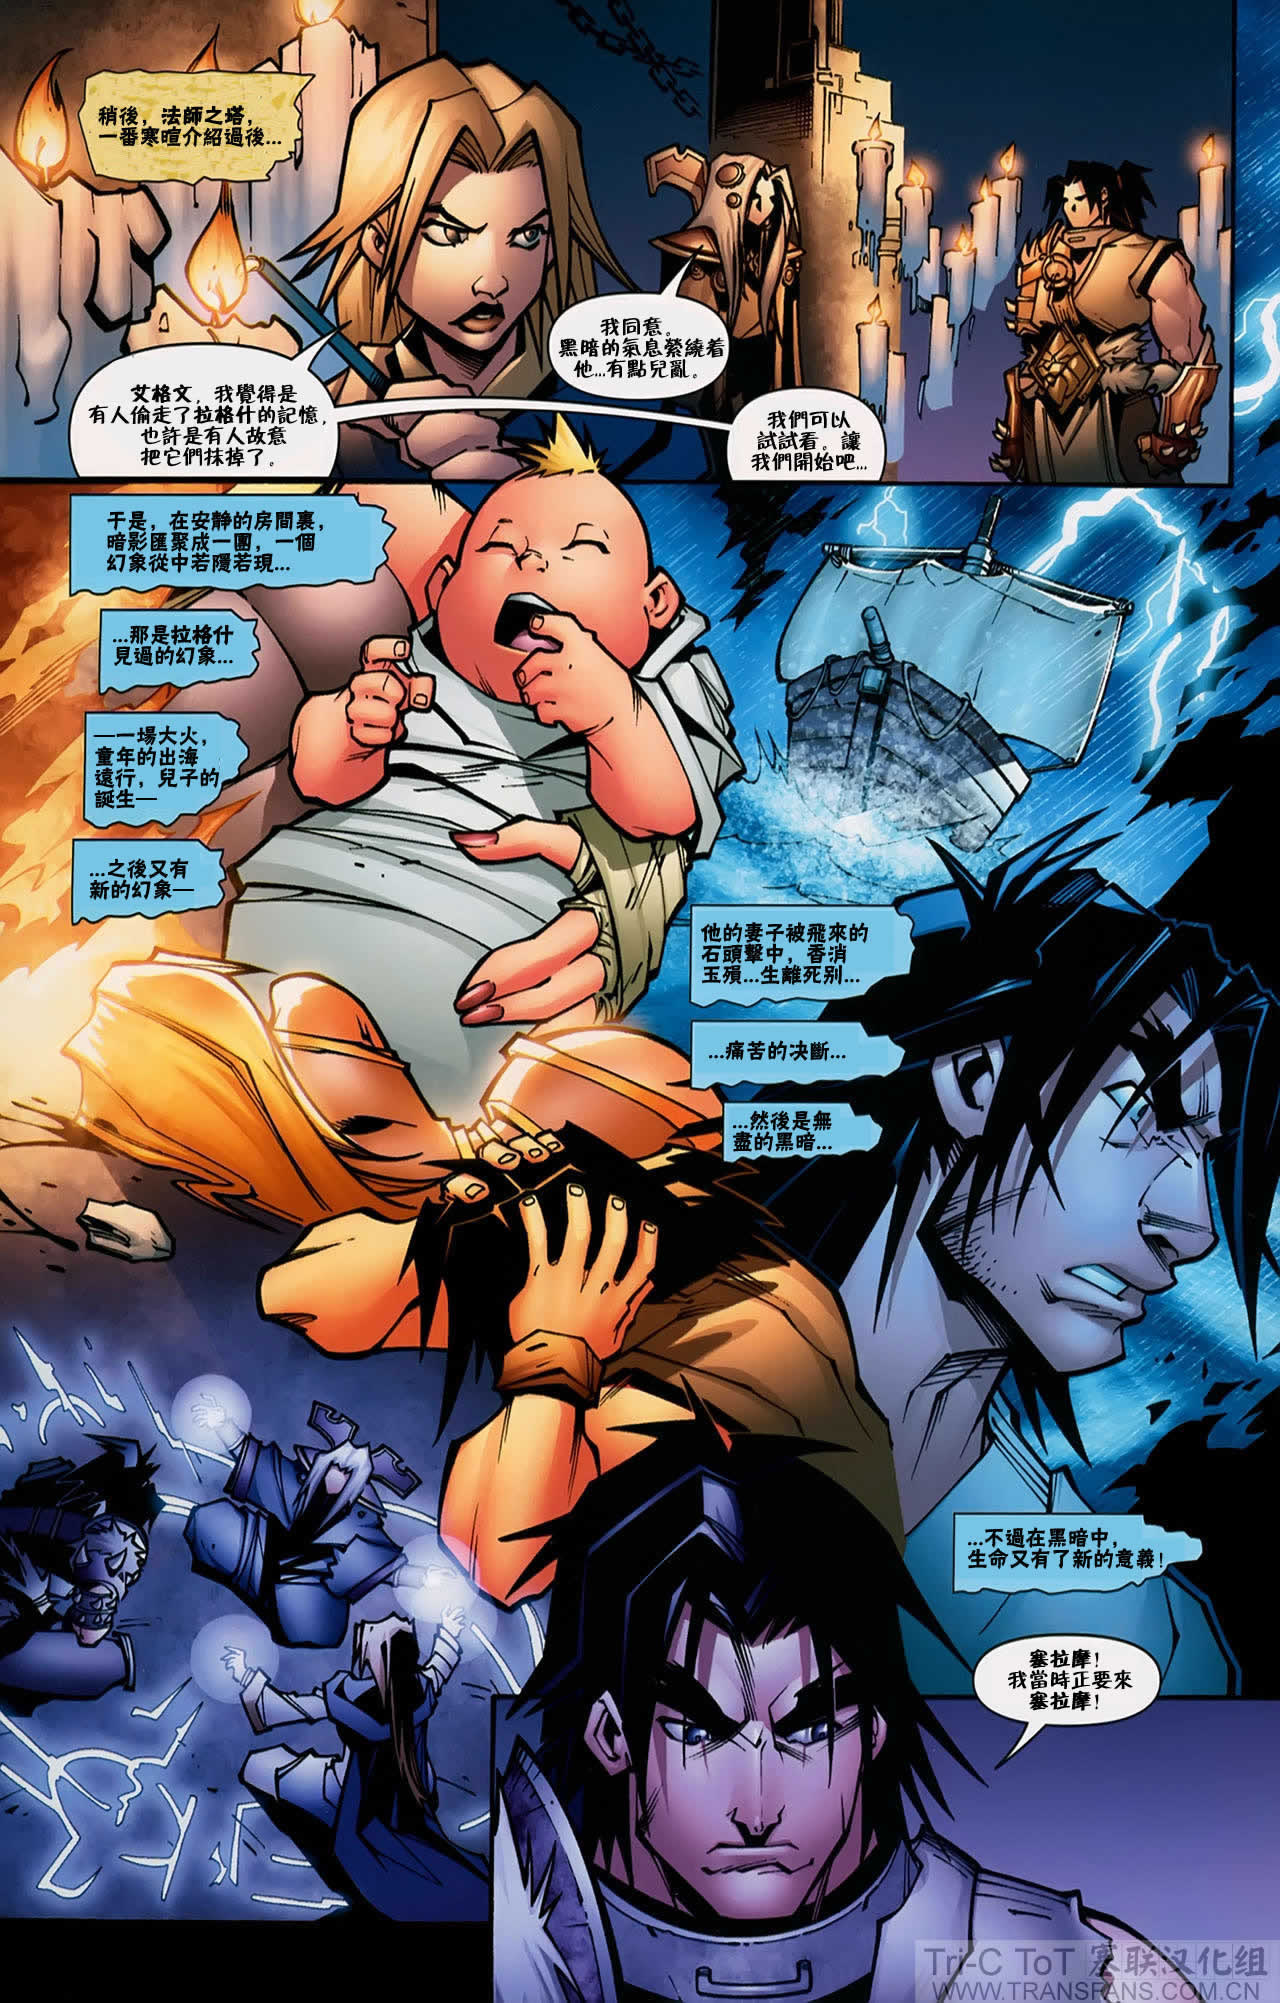 稍後，法師之塔，
一番寒暄介紹過後...
艾格文，我覺得是
有人偷走了拉格什的記憶，
也許是有人故意
把它們抹掉了。
我同意。
黑暗的氣息縈繞着
他...有點兒亂。
我們可以
試試看。讓
我們開始吧...
于是，在安靜的房間裏，
暗影匯聚成一團，一個
幻象從中若隱若現...
...那是拉格什
見過的幻象...
—一場大火，
童年的出海
遠行，兒子的
誕生—
...之後又有
新的幻象—
他的妻子被飛來的
石頭擊中，香消
玉殞...生離死别...
...痛苦的决斷...
...然後是無
盡的黑暗...
...不過在黑暗中，
生命又有了新的意義！
塞拉摩！
我當時正要來
塞拉摩！
Tri-C ToT 塞联汉化组
WWW.TRANSFANS.COM.CN